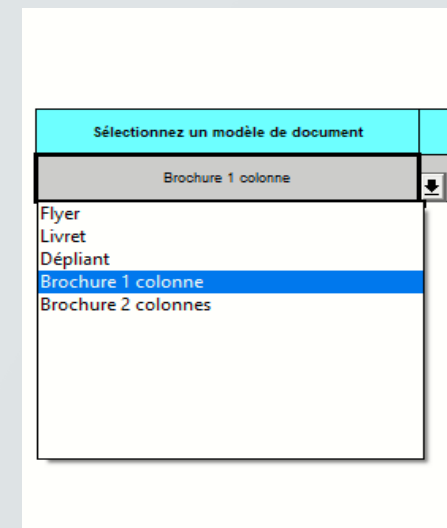 Sélectionnez un modèle de document
Brochure 1 colonne
Flyer
Livret
Dépliant
Brochure 1 colonne
Brochure 2 colonnes